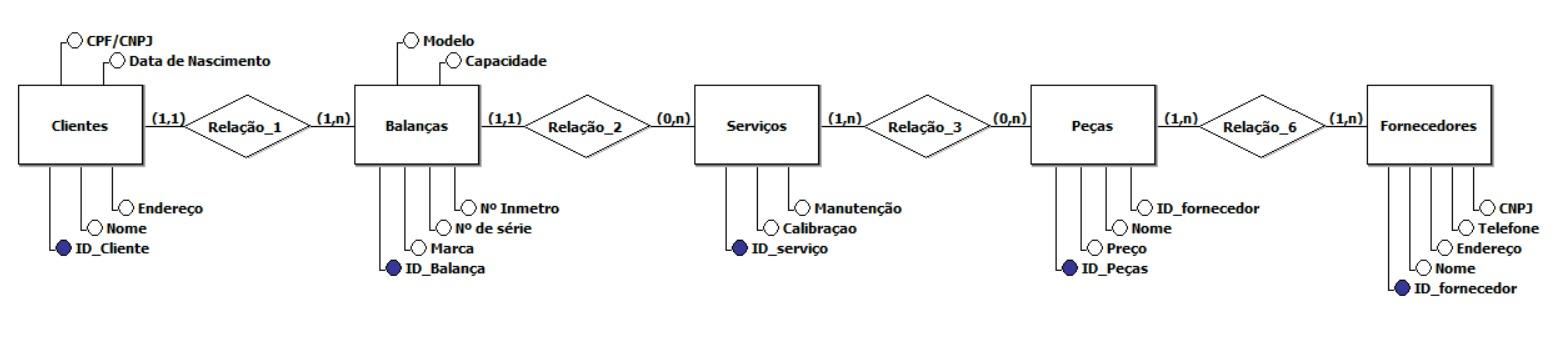 CPF/CNPJ
Data de Nascimento
Modelo
Capacidade
Clientes
(1,1)
Relação_1
(1,n)
Balanças
(1,1)
Relação_2
(0,n)
Serviços
(1,n)
Relação_3
(0,n)
Peças
(1,n)
Relação_6
(1,n)
Fornecedores
Endereço
Nome
ID_Cliente
Nº Inmetro
Nº de série
Marca
ID_Balança
Manutenção
Calibraçao
ID_serviço
ID_fornecedor
Nome
Preço
ID_Peças
CNPJ
Telefone
Endereço
Nome
ID_fornecedor